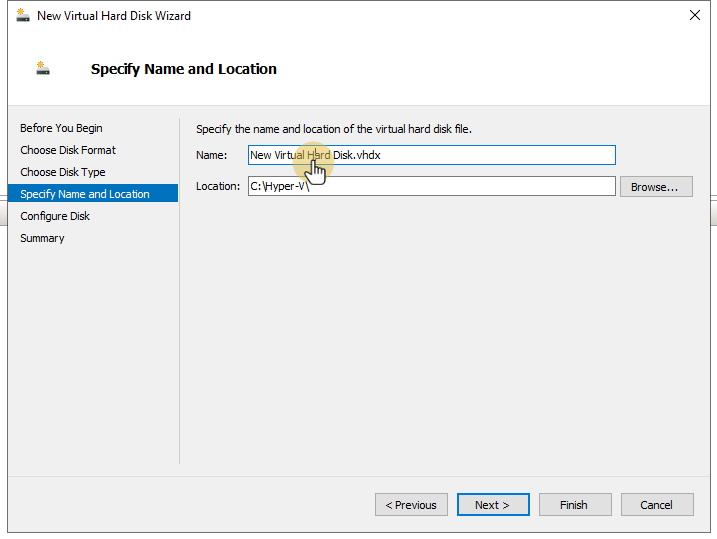 New Virtual Hard Disk Wizard
Specify Name and Location
Before You Begin
Choose Disk Format
Choose Disk Type
Specify Name and Location
Configure Disk
Summary
Specify the name and location of the virtual hard disk file.
Name: New Virtual Hard Disk.vhdx
Location: C:\Hyper-V\ Browse...
< Previous Next > Finish Cancel